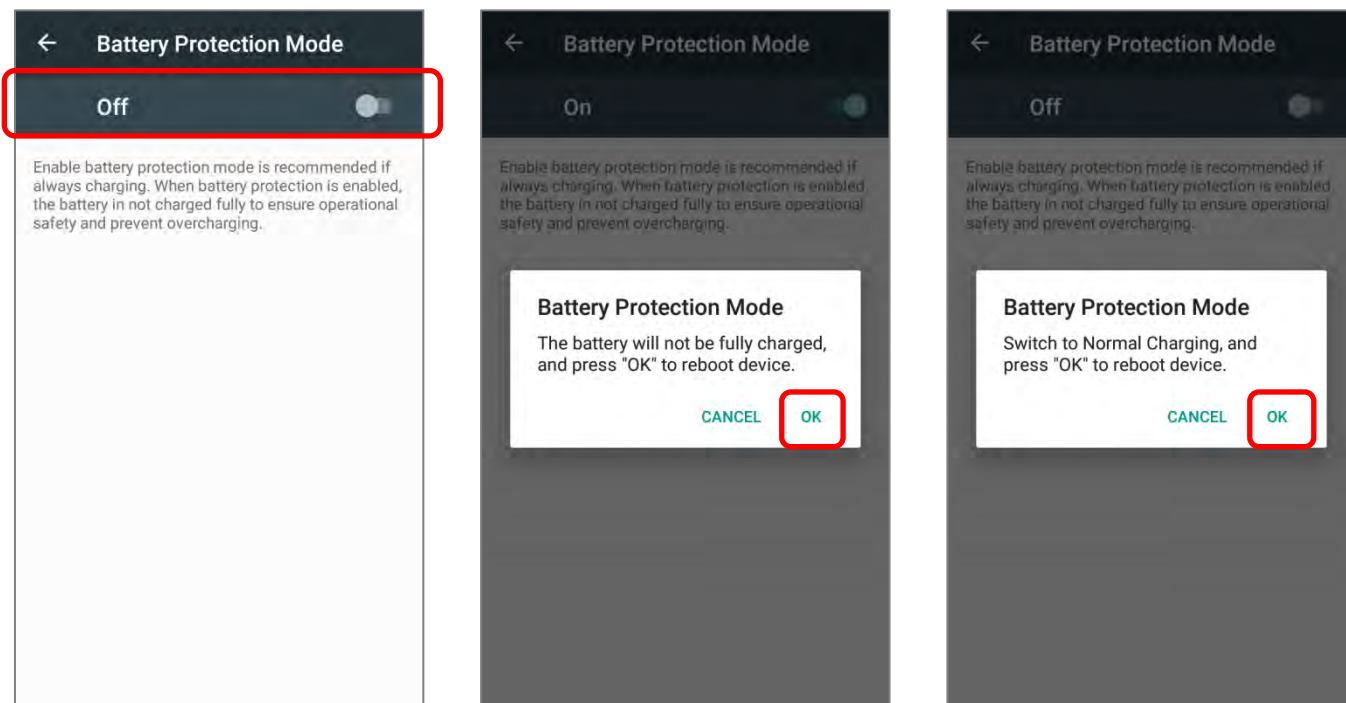 Battery Protection Mode
Off
Enable battery protection mode is recommended if
always charging. When battery protection is enabled,
the battery in not charged fully to ensure operational
safety and prevent overcharging.
Battery Protection Mode
On
Enable battery protection mode is recommended if
always charging. When battery protection is enabled
the battery in not charged fully to ensure operational
safety and prevent overcharging.
Battery Protection Mode
The battery will not be fully charged,
and press "OK" to reboot device.
CANCEL OK
Battery Protection Mode
Off
Enable battery protection mode is recommended if
always charging. When battery protection is enabled
the battery in not charged fully to ensure operational
safety and prevent overcharging.
Battery Protection Mode
Switch to Normal Charging, and
press "OK" to reboot device.
CANCEL OK